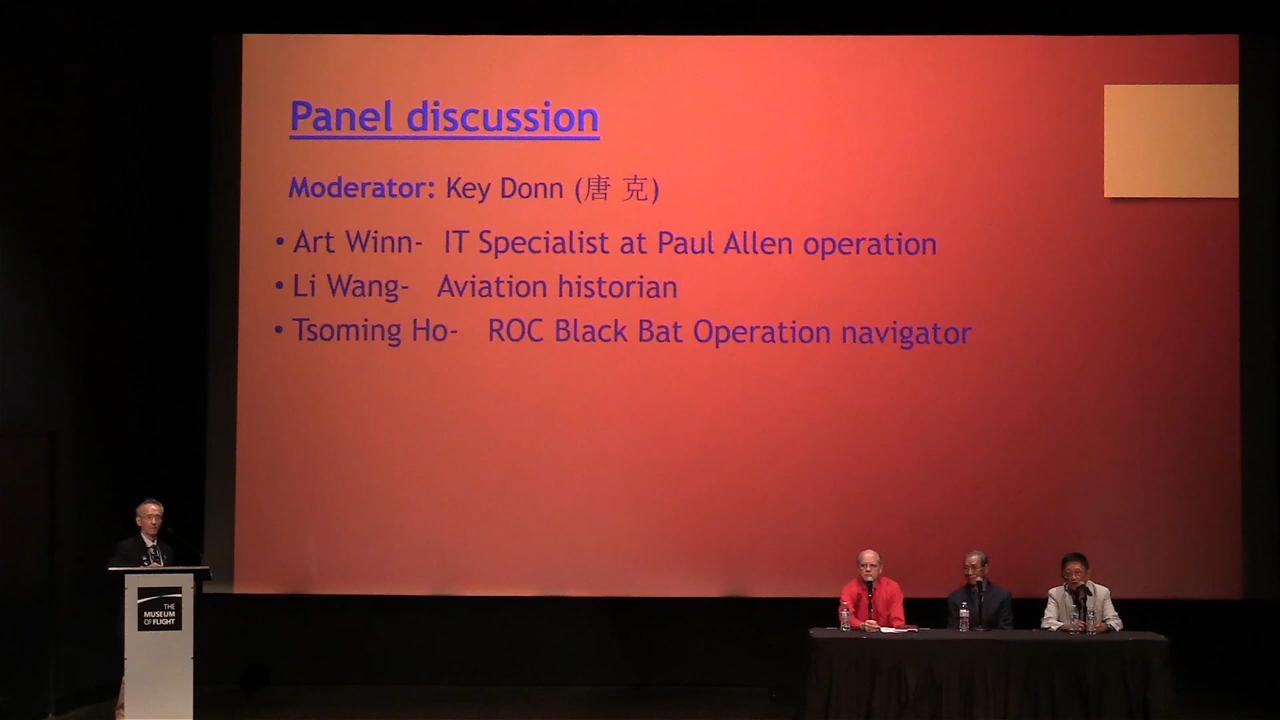 Panel discussion
Moderator: Key Donn (唐 克)
• Art Winn- IT Specialist at Paul Allen operation
• Li Wang- Aviation historian
• Tsoming Ho- ROC Black Bat Operation navigator
THE
MUSEUM
OF FLIGHT